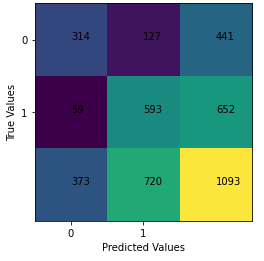 0 314 127 441
1 59 593 652
373 720 1093
0 1
True Values
Predicted Values